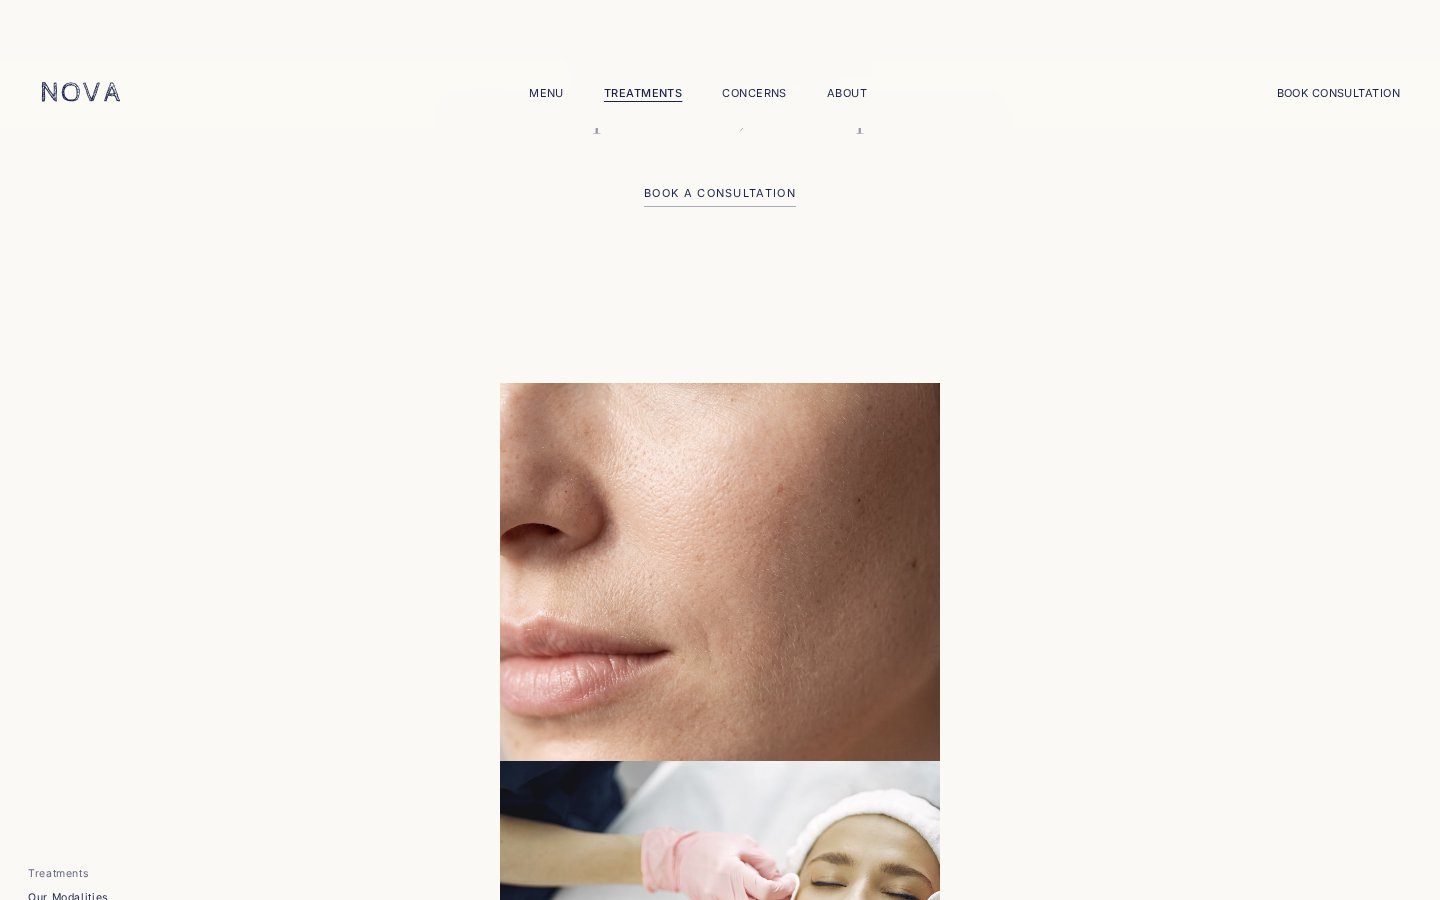 NOVA
MENU TREATMENTS CONCERNS ABOUT
BOOK CONSULTATION
BOOK A CONSULTATION
Treatments
Our Modalities